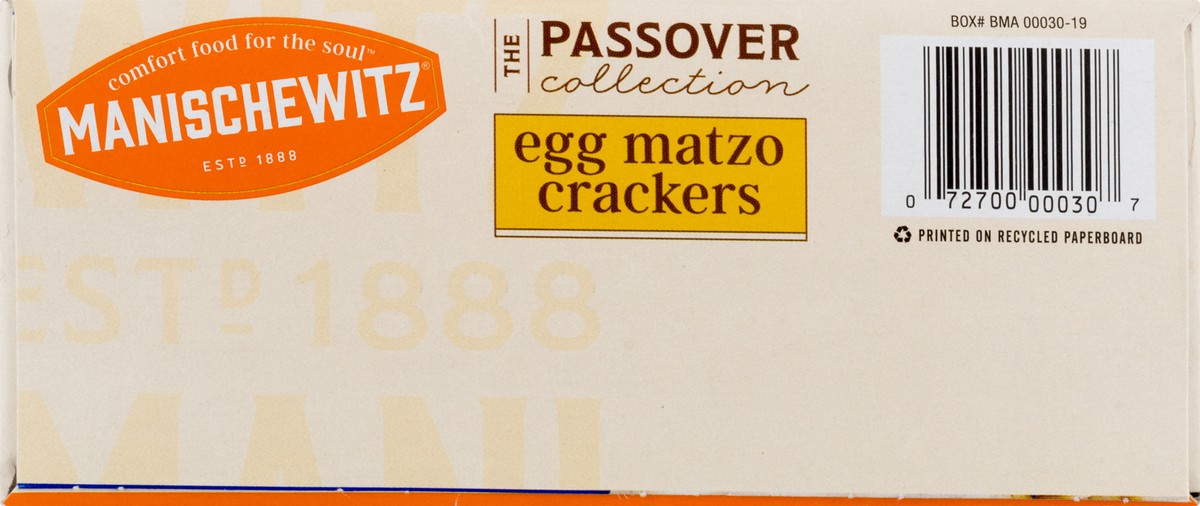 comfort food for the soul™
MANISCHEWITZ®
ESTD 1888
THE
PASSOVER
collection
egg matzo
crackers
BOX# BMA 00030-19
0 72700 00030 7
PRINTED ON RECYCLED PAPERBOARD
ESTD 1888
MANI